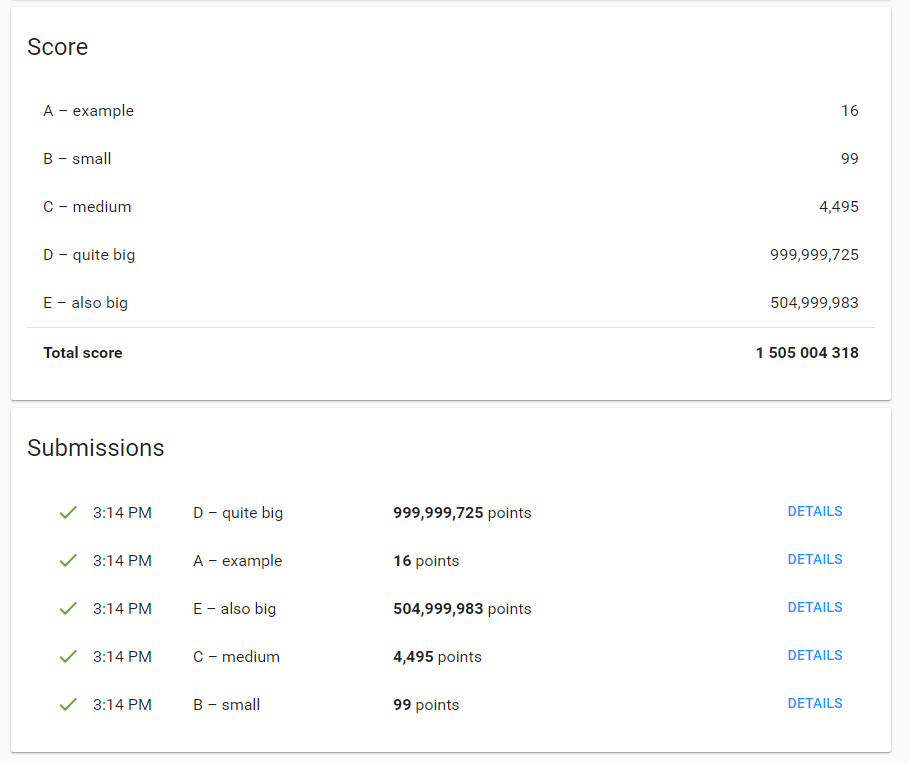 Score
A – example 16
B – small 99
C – medium 4,495
D – quite big 999,999,725
E – also big 504,999,983
Total score 1 505 004 318
Submissions
3:14 PM D – quite big 999,999,725 points DETAILS
3:14 PM A – example 16 points DETAILS
3:14 PM E – also big 504,999,983 points DETAILS
3:14 PM C – medium 4,495 points DETAILS
3:14 PM B – small 99 points DETAILS